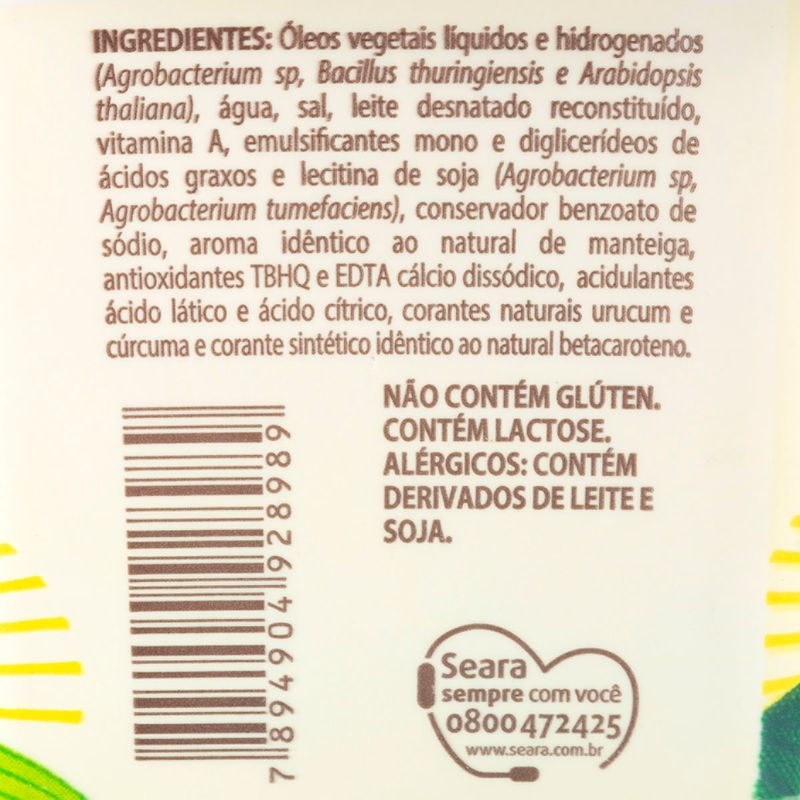 INGREDIENTES: Óleos vegetais líquidos e hidrogenados
(Agrobacterium sp, Bacillus thuringiensis e Arabidopsis
thaliana), água, sal, leite desnatado reconstituído,
vitamina A, emulsificantes mono e diglicerídeos de
ácidos graxos e lecitina de soja (Agrobacterium sp,
Agrobacterium tumefaciens), conservador benzoato de
sódio, aroma idêntico ao natural de manteiga,
antioxidantes TBHQ e EDTA cálcio dissódico, acidulantes
ácido lático e ácido cítrico, corantes naturais urucum e
cúrcuma e corante sintético idêntico ao natural betacaroteno.
NÃO CONTÉM GLÚTEN.
CONTÉM LACTOSE.
ALÉRGICOS: CONTÉM
DERIVADOS DE LEITE E
SOJA.
7894904928989
Seara
sempre com você
0800 472425
www.seara.com.br